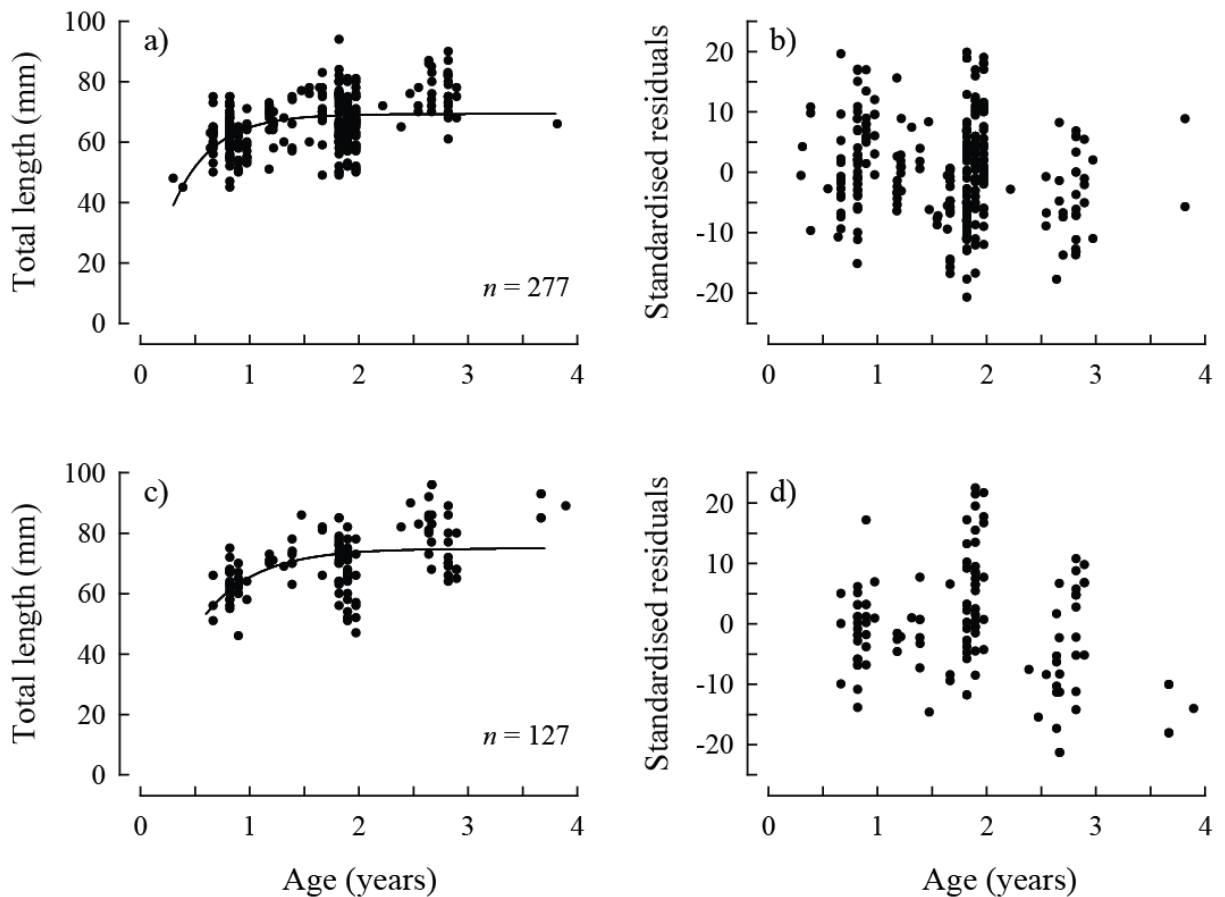 a)
Total length (mm)
100
80
60
40
20
0
n = 277
0 1 2 3 4
b)
Standardised residuals
20
10
0
-10
-20
0 1 2 3 4
c)
Total length (mm)
100
80
60
40
20
0
n = 127
0 1 2 3 4
Age (years)
d)
Standardised residuals
20
10
0
-10
-20
0 1 2 3 4
Age (years)